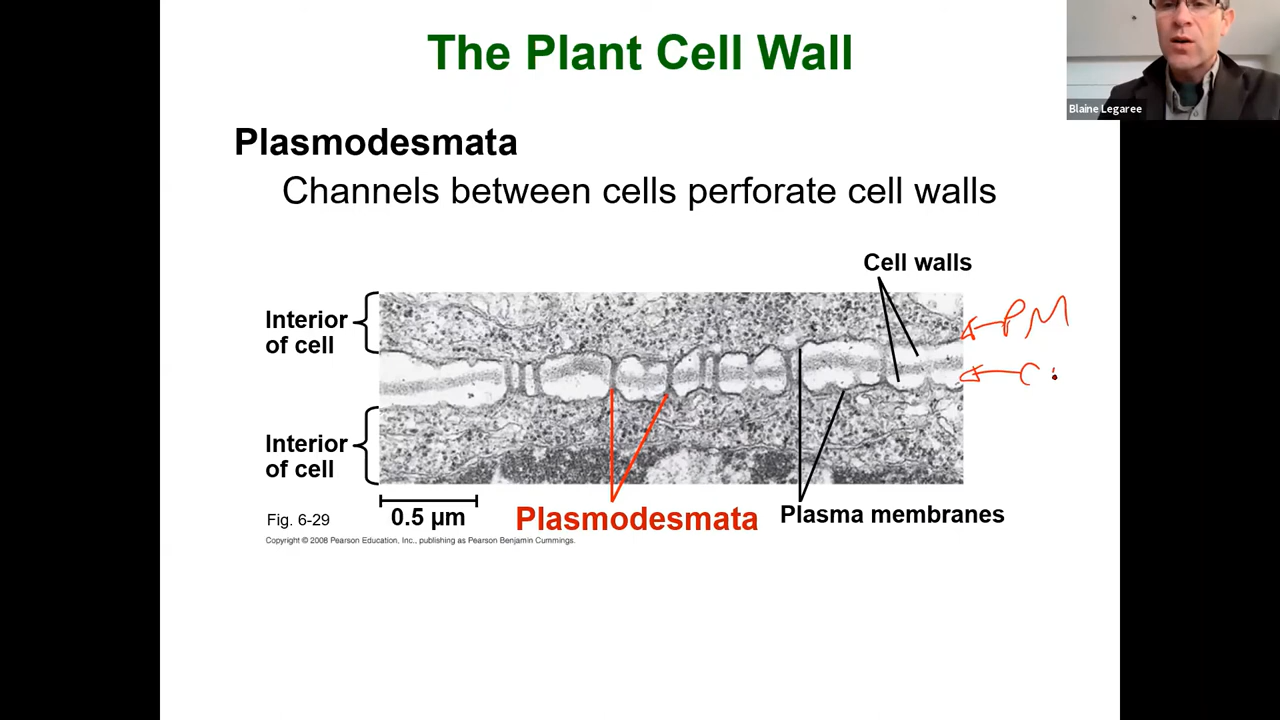 The Plant Cell Wall
Blaine Legaree
Plasmodesmata
Channels between cells perforate cell walls
Cell walls
Interior
of cell
PM
C
Interior
of cell
0.5 µm
Plasmodesmata
Plasma membranes
Fig. 6-29
Copyright © 2008 Pearson Education, Inc., publishing as Pearson Benjamin Cummings.